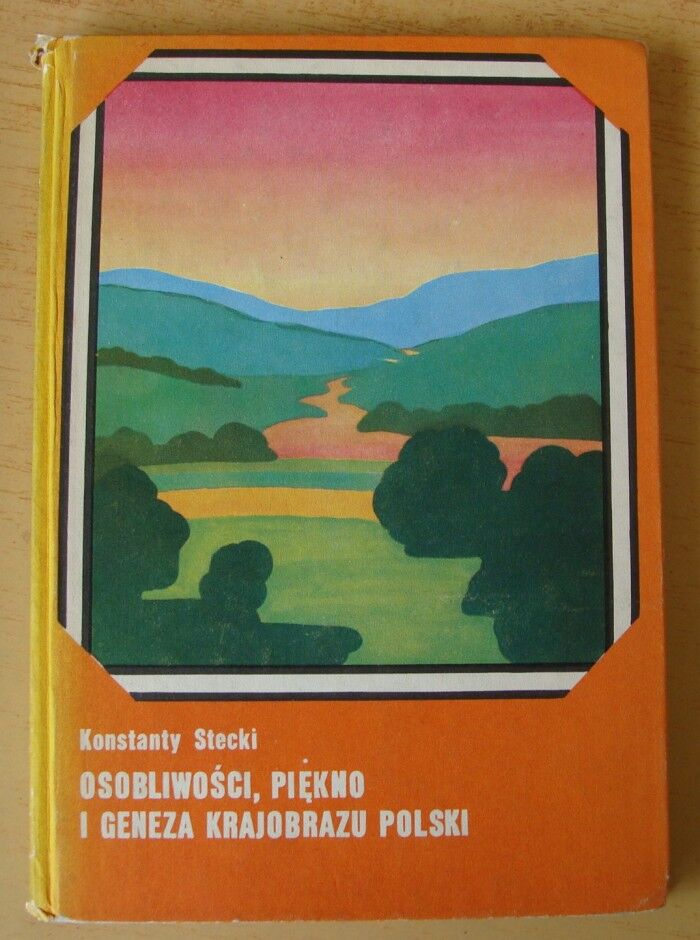 Konstanty Stecki
OSOBLIWOŚCI, PIĘKNO
I GENEZA KRAJOBRAZU POLSKI